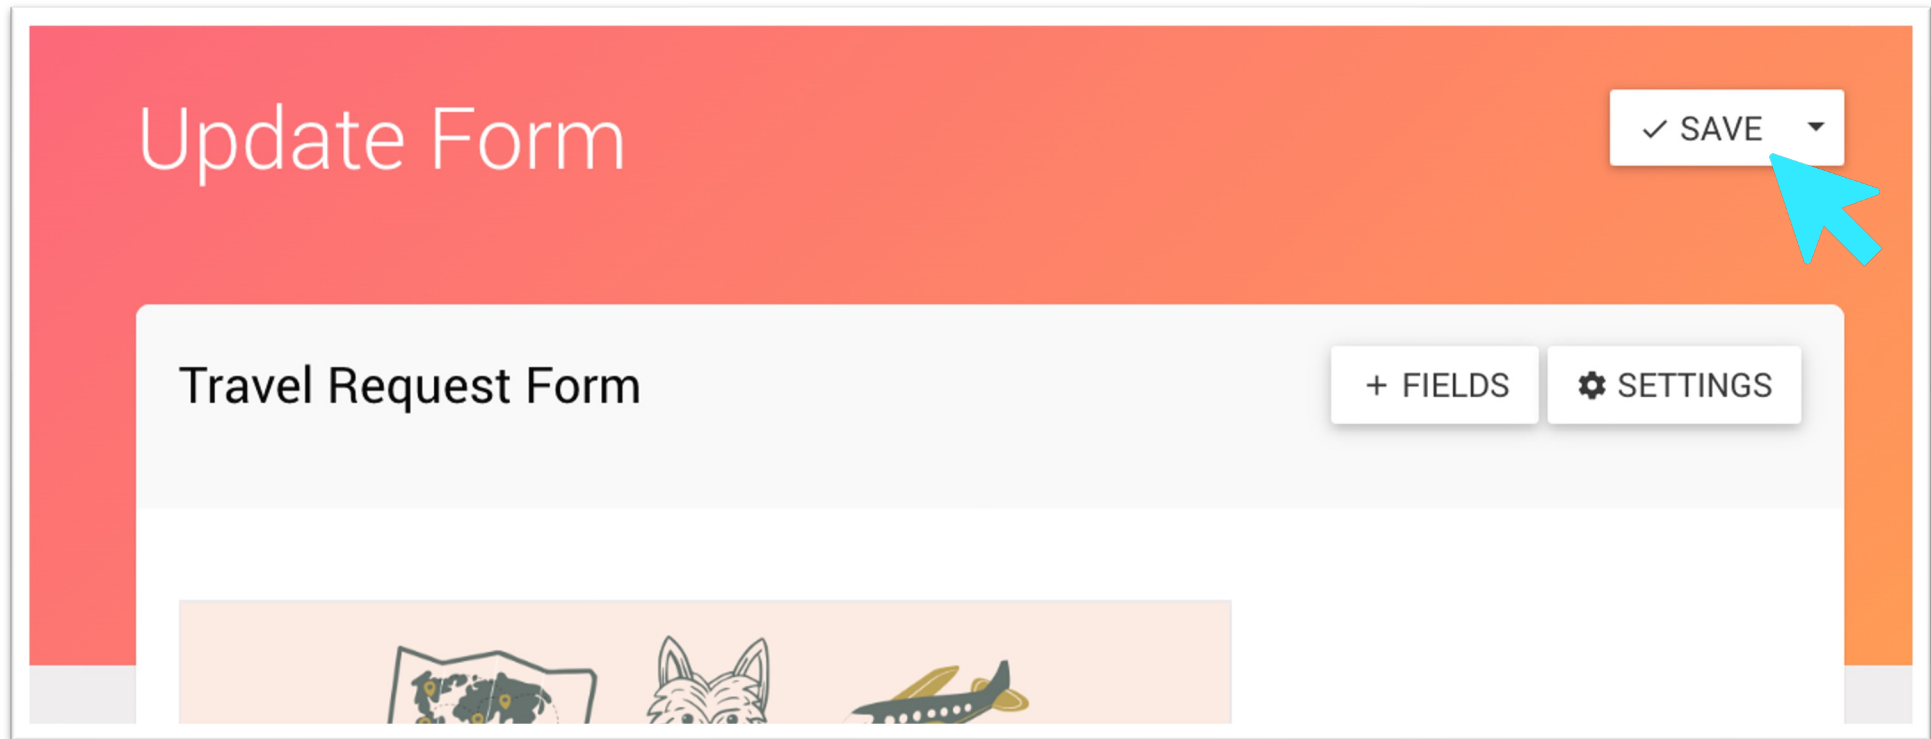 Update Form
SAVE
Travel Request Form
+ FIELDS
SETTINGS